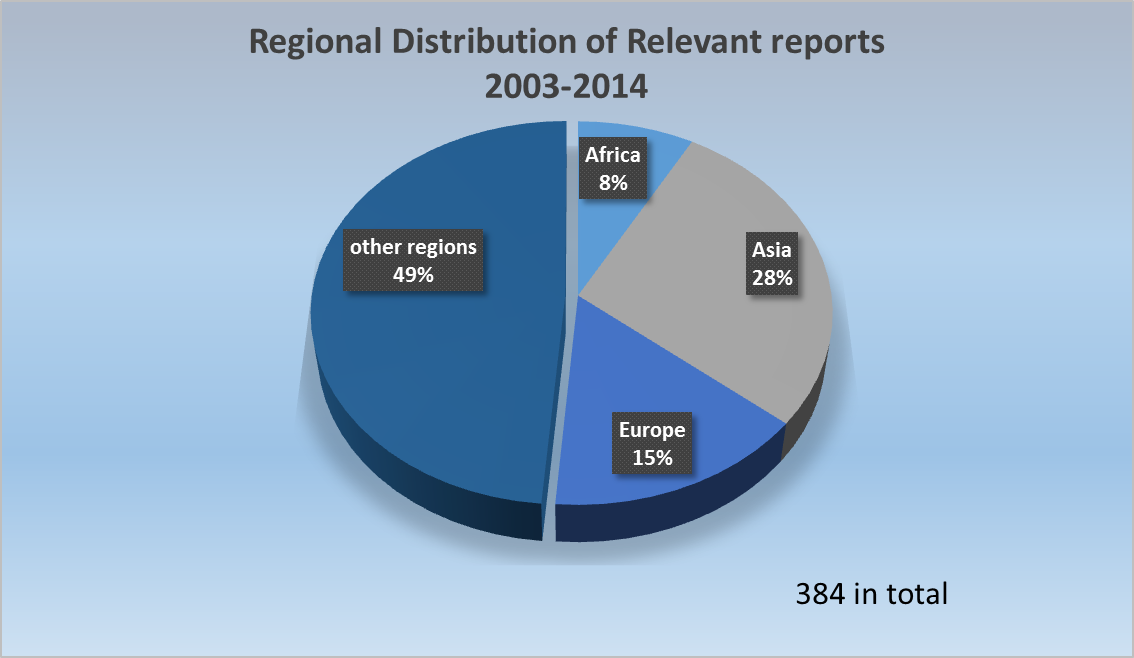 Regional Distribution of Relevant reports
2003-2014
Africa
8%
other regions
49%
Asia
28%
Europe
15%
384 in total